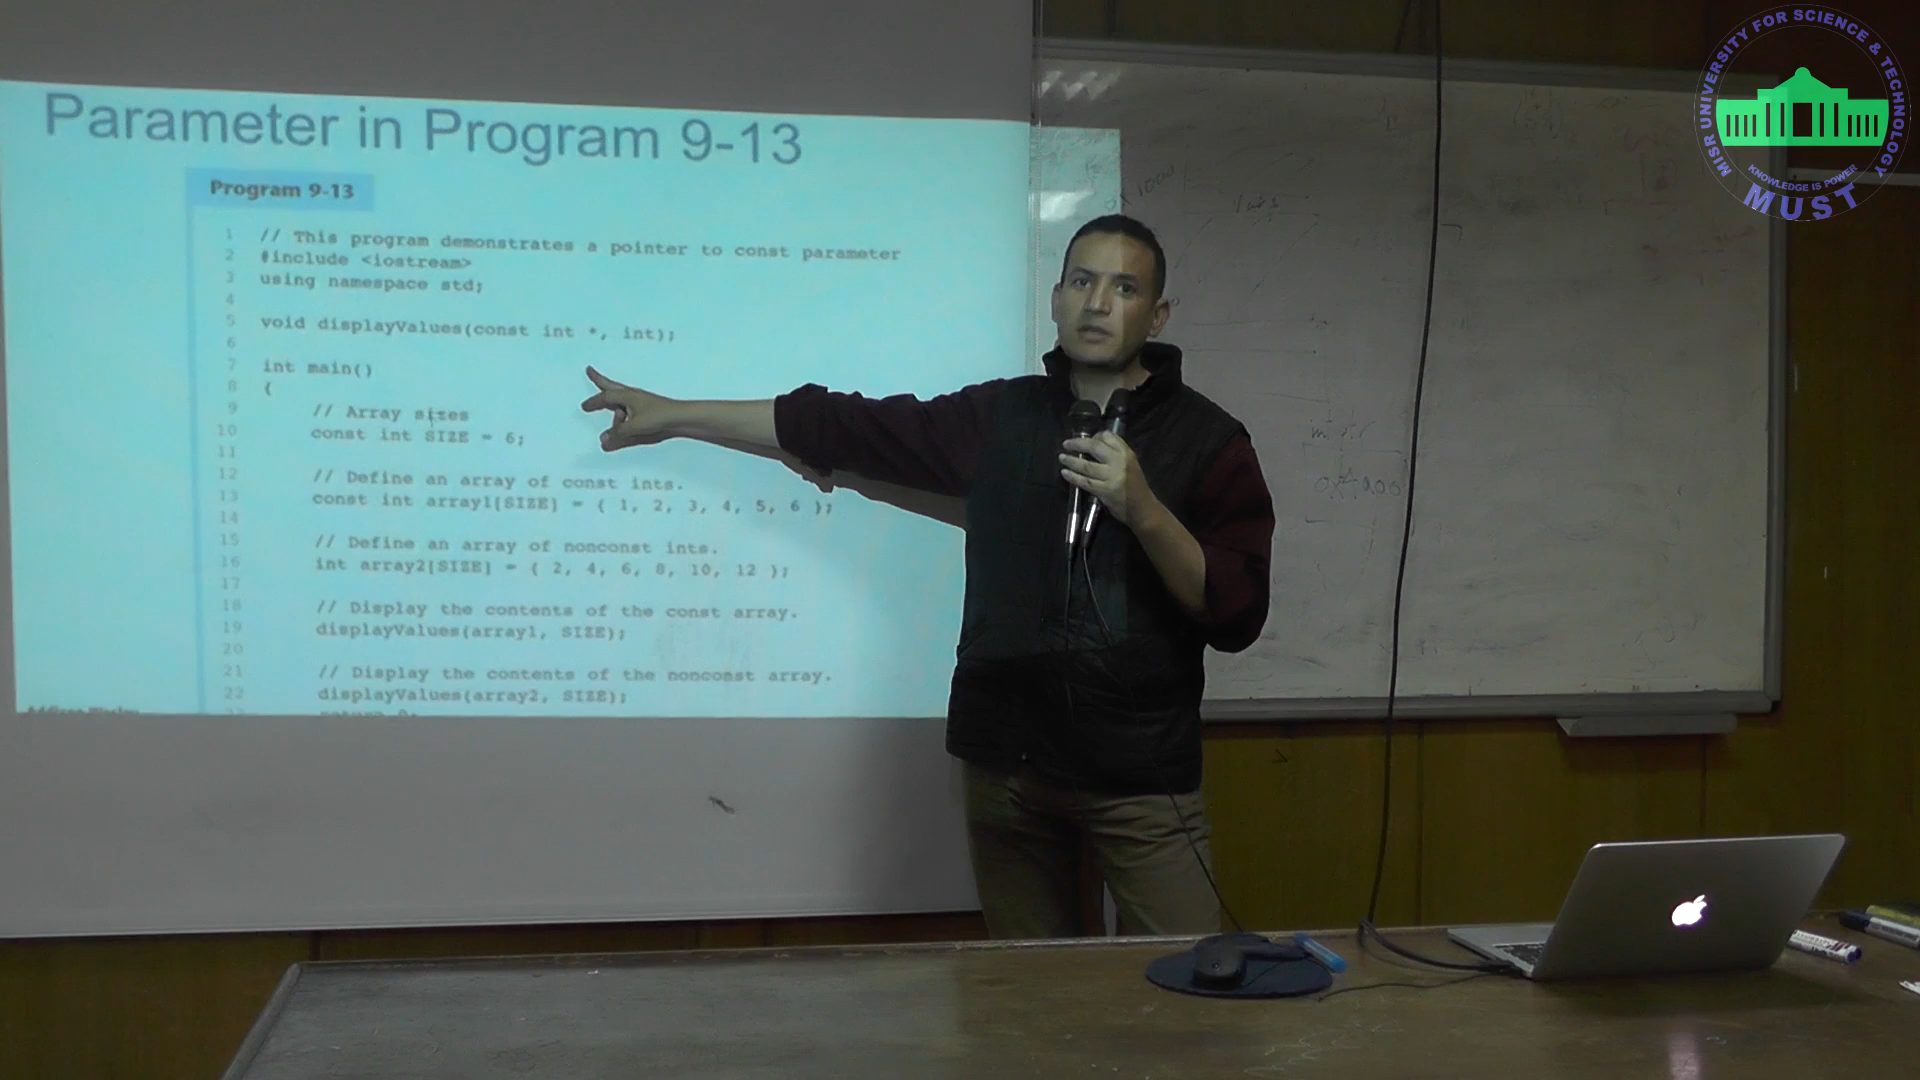 Parameter in Program 9-13
Program 9-13
1 // This program demonstrates a pointer to const parameter
2 #include <iostream>
3 using namespace std;
4
5 void displayValues(const int *, int);
6
7 int main()
8 {
9 // Array sizes
10 const int SIZE = 6;
11
12 // Define an array of const ints.
13 const int array1[SIZE] = { 1, 2, 3, 4, 5, 6 };
14
15 // Define an array of nonconst ints.
16 int array2[SIZE] = { 2, 4, 6, 8, 10, 12 };
17
18 // Display the contents of the const array.
19 displayValues(array1, SIZE);
20
21 // Display the contents of the nonconst array.
22 displayValues(array2, SIZE);
MISR UNIVERSITY FOR SCIENCE & TECHNOLOGY
KNOWLEDGE IS POWER
MUST